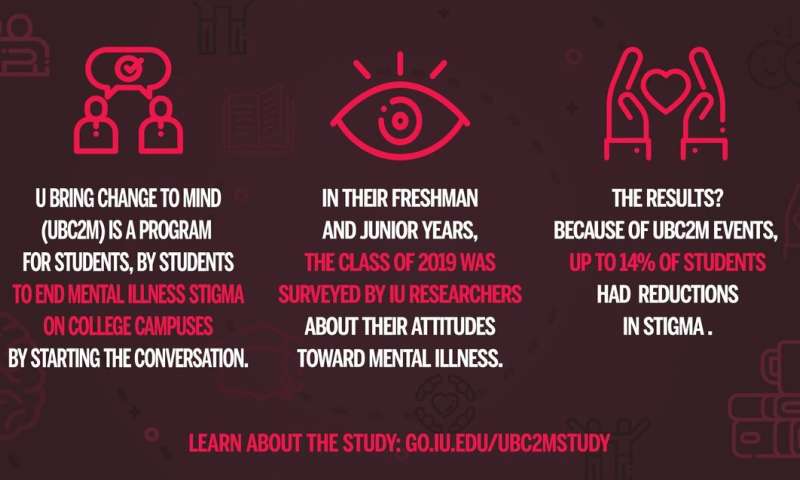 U BRING CHANGE TO MIND
(UBC2M) IS A PROGRAM
FOR STUDENTS, BY STUDENTS
TO END MENTAL ILLNESS STIGMA
ON COLLEGE CAMPUSES
BY STARTING THE CONVERSATION.
IN THEIR FRESHMAN
AND JUNIOR YEARS,
THE CLASS OF 2019 WAS
SURVEYED BY IU RESEARCHERS
ABOUT THEIR ATTITUDES
TOWARD MENTAL ILLNESS.
THE RESULTS?
BECAUSE OF UBC2M EVENTS,
UP TO 14% OF STUDENTS
HAD REDUCTIONS
IN STIGMA .
LEARN ABOUT THE STUDY: GO.IU.EDU/UBC2MSTUDY